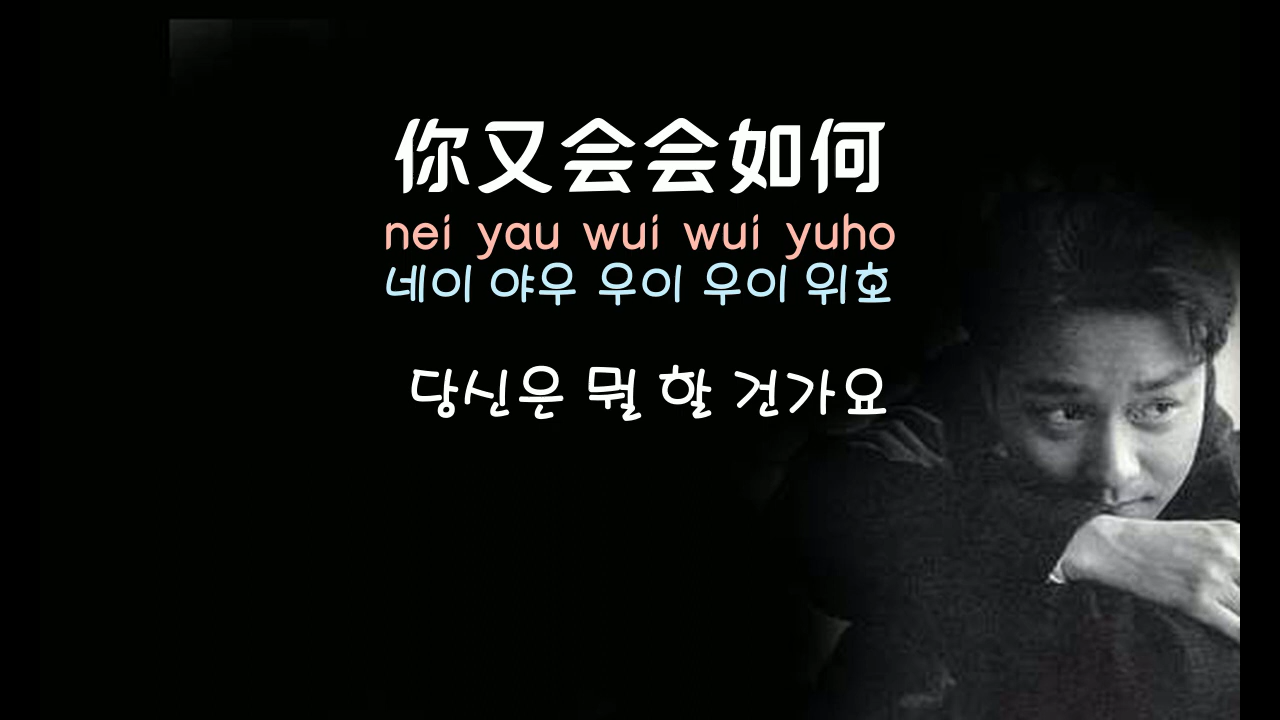 你又会会如何
nei yau wui wui yuho
네이 야우 우이 우이 위호
당신은 뭘 할 건가요